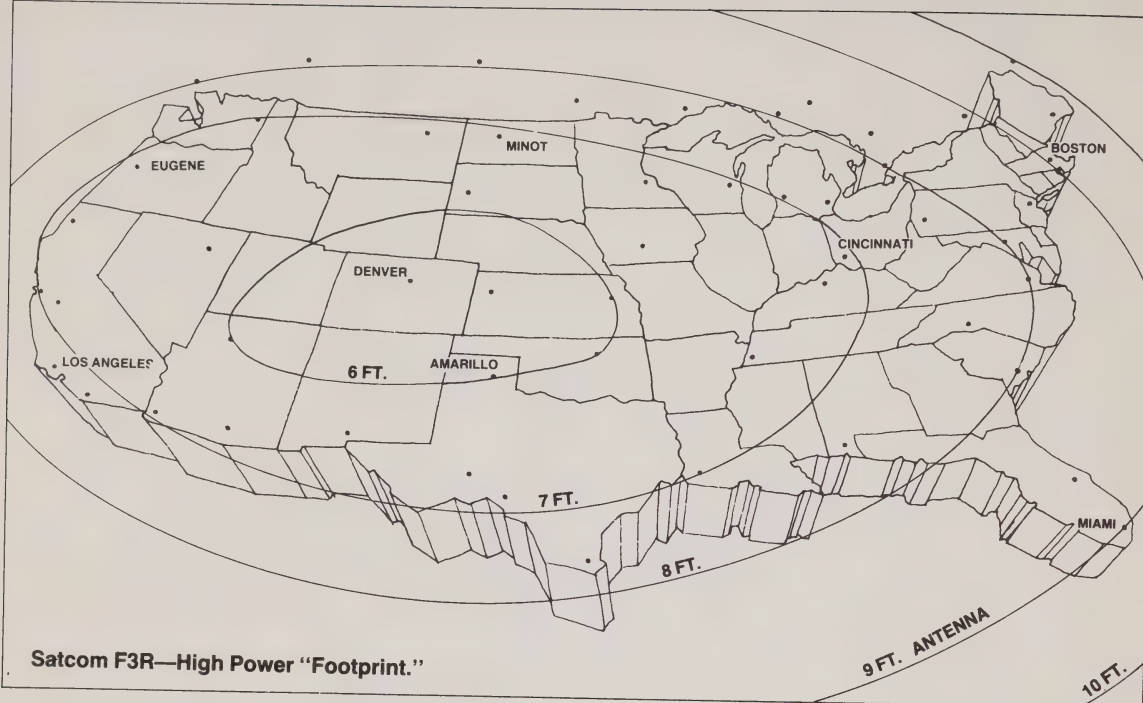 MINOT
BOSTON
EUGENE
CINCINNATI
DENVER
LOS ANGELES
AMARILLO
6 FT.
7 FT.
MIAMI
8 FT.
9 FT. ANTENNA
10 FT.
Satcom F3R—High Power "Footprint."